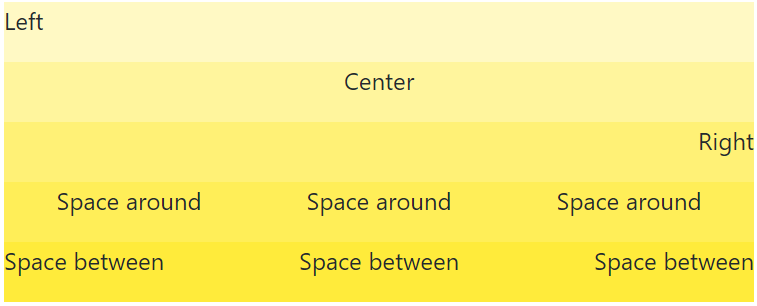 Left
Center
Right
Space around Space around Space around
Space between Space between Space between